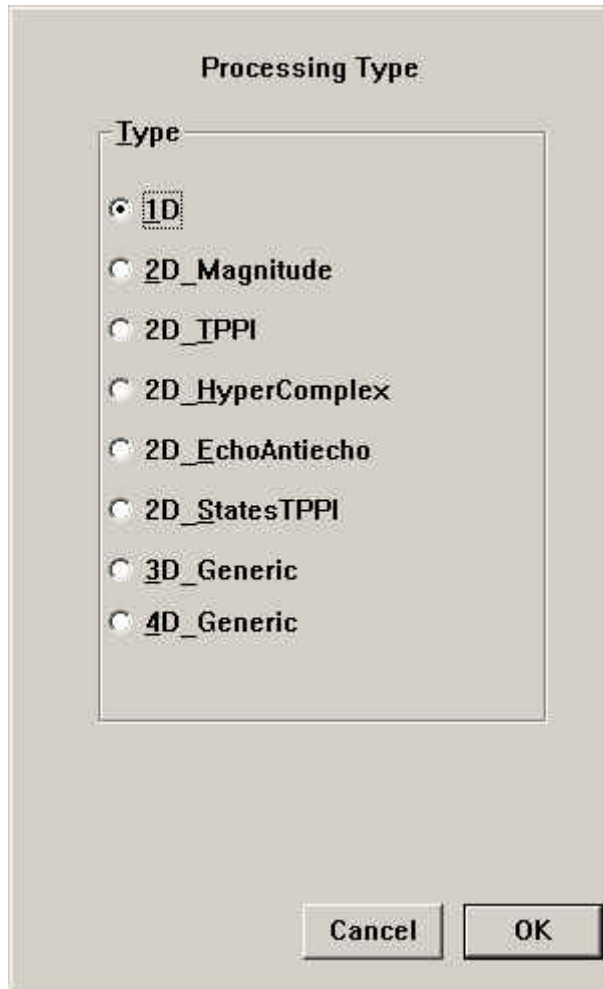 Processing Type
Type
1D
2D_Magnitude
2D_TPPI
2D_HyperComplex
2D_EchoAntiecho
2D_StatesTPPI
3D_Generic
4D_Generic
Cancel OK